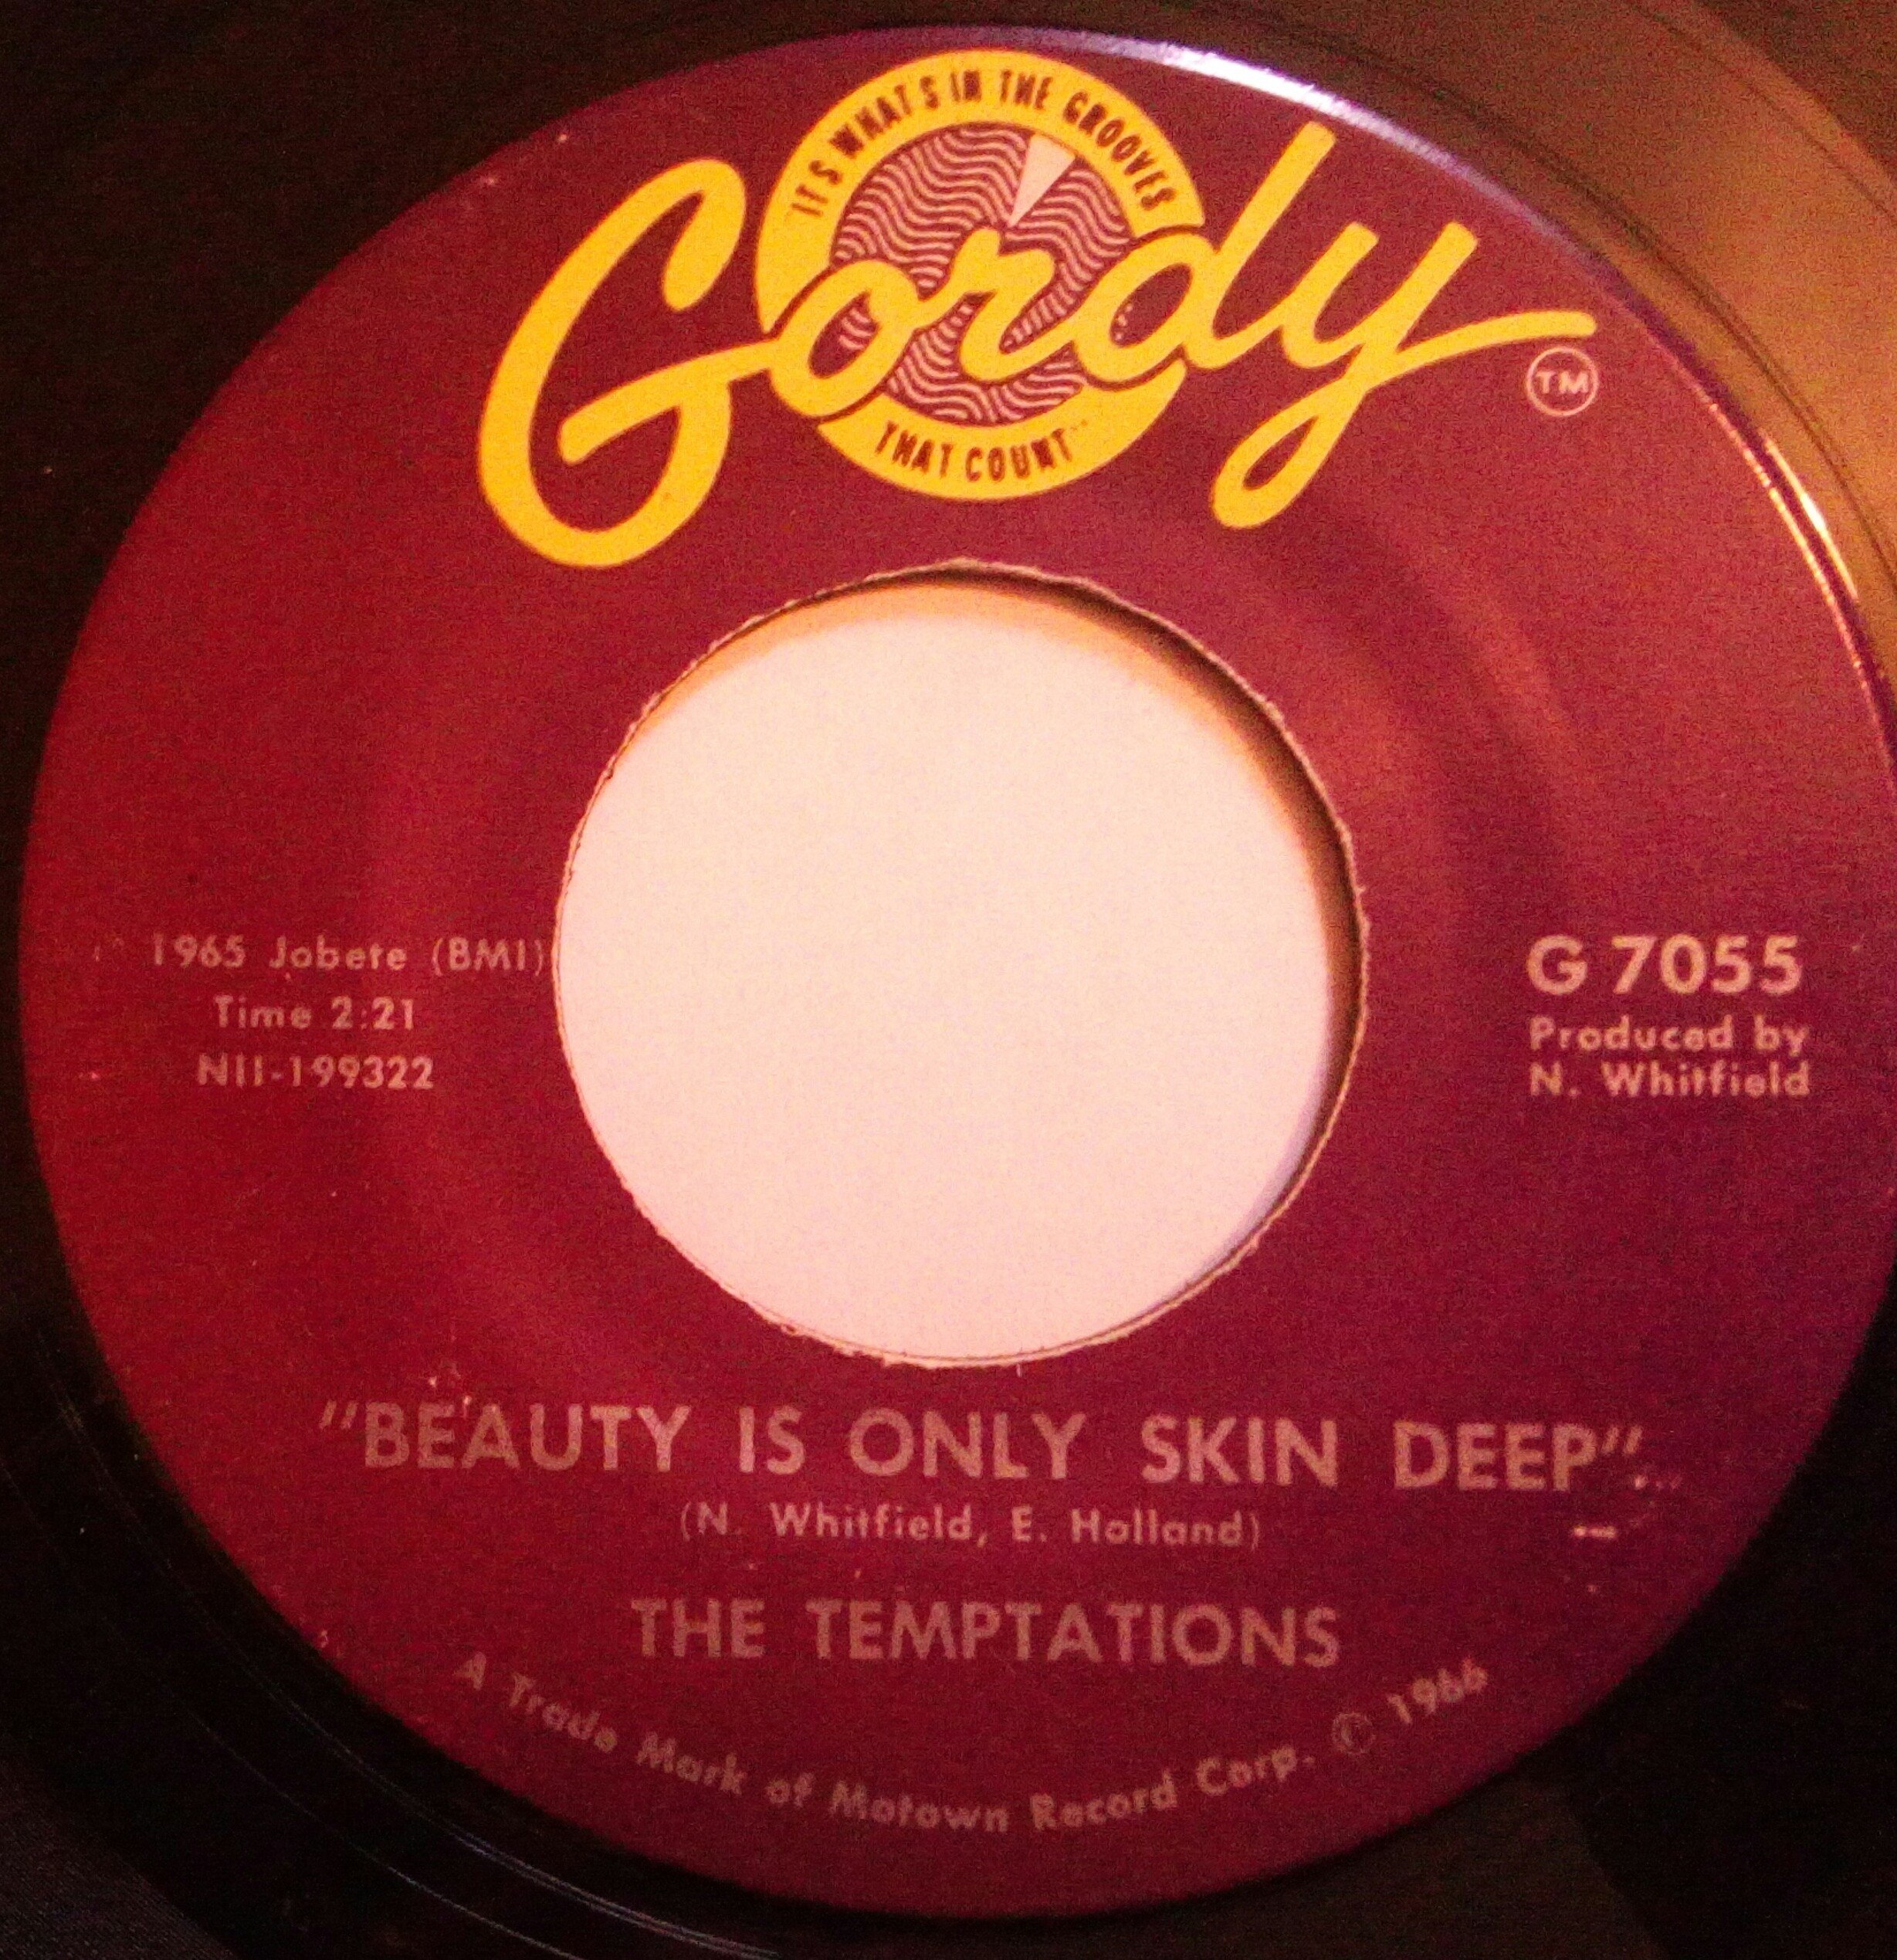 "IT'S WHAT'S IN THE GROOVES
Gordy
THAT COUNT"
TM
1965 Jobete (BMI)
Time 2:21
NII-199322
G 7055
Produced by
N. Whitfield
"BEAUTY IS ONLY SKIN DEEP"
(N. Whitfield, E. Holland)
THE TEMPTATIONS
A Trade Mark of Motown Record Corp. © 1966